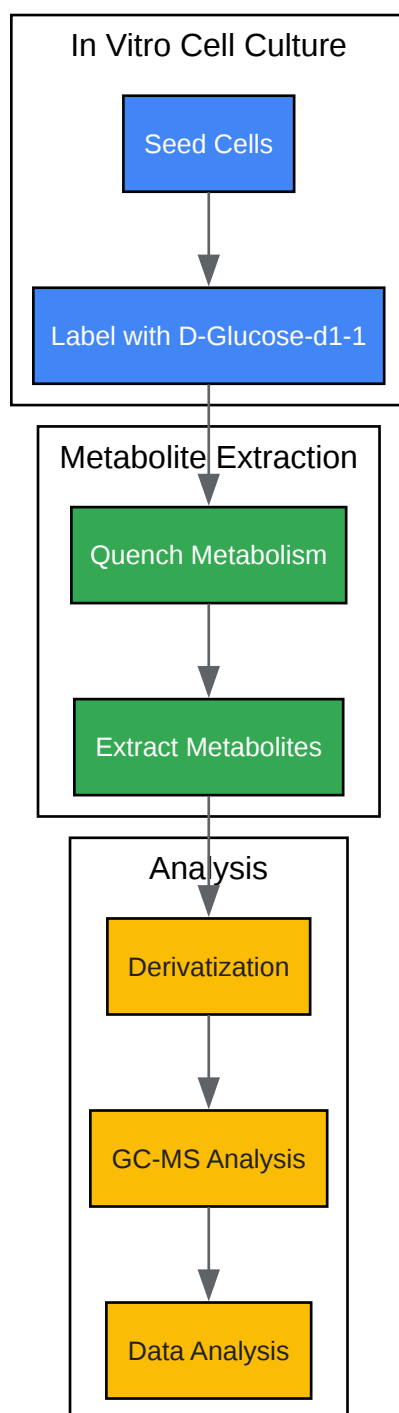 In Vitro Cell Culture
Seed Cells
Label with D-Glucose-d1-1
Metabolite Extraction
Quench Metabolism
Extract Metabolites
Analysis
Derivatization
GC-MS Analysis
Data Analysis